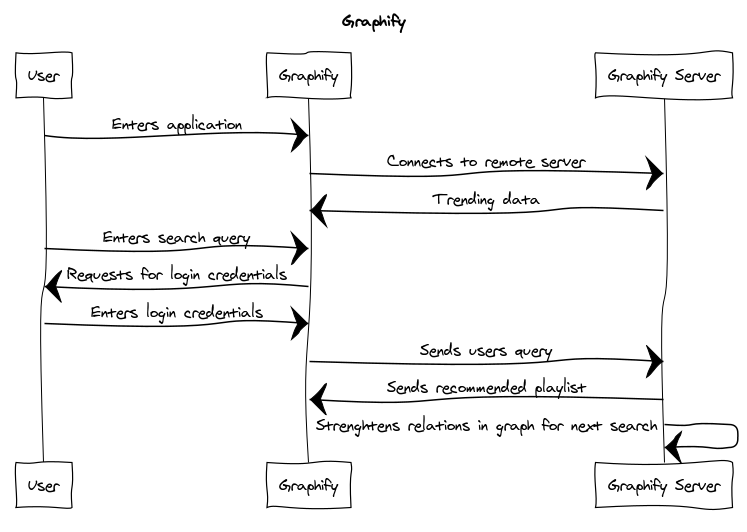 Graphify
User
Graphify
Graphify Server
Enters application
Connects to remote server
Trending data
Enters search query
Requests for login credentials
Enters login credentials
Sends users query
Sends recommended playlist
Strenghtens relations in graph for next search
User
Graphify
Graphify Server